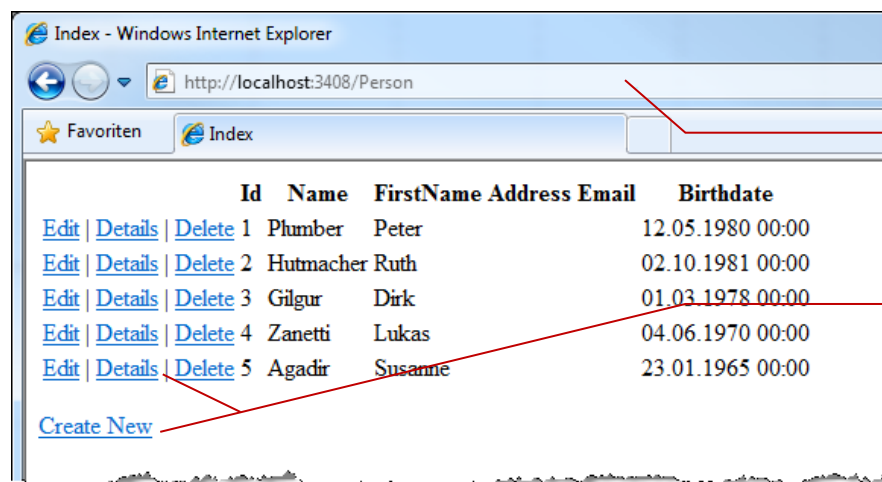 Index - Windows Internet Explorer
http://localhost:3408/Person
Favoriten Index
Id Name FirstName Address Email Birthdate
Edit | Details | Delete 1 Plumber Peter 12.05.1980 00:00
Edit | Details | Delete 2 Hutmacher Ruth 02.10.1981 00:00
Edit | Details | Delete 3 Gilgur Dirk 01.03.1978 00:00
Edit | Details | Delete 4 Zanetti Lukas 04.06.1970 00:00
Edit | Details | Delete 5 Agadir Susanne 23.01.1965 00:00
Create New